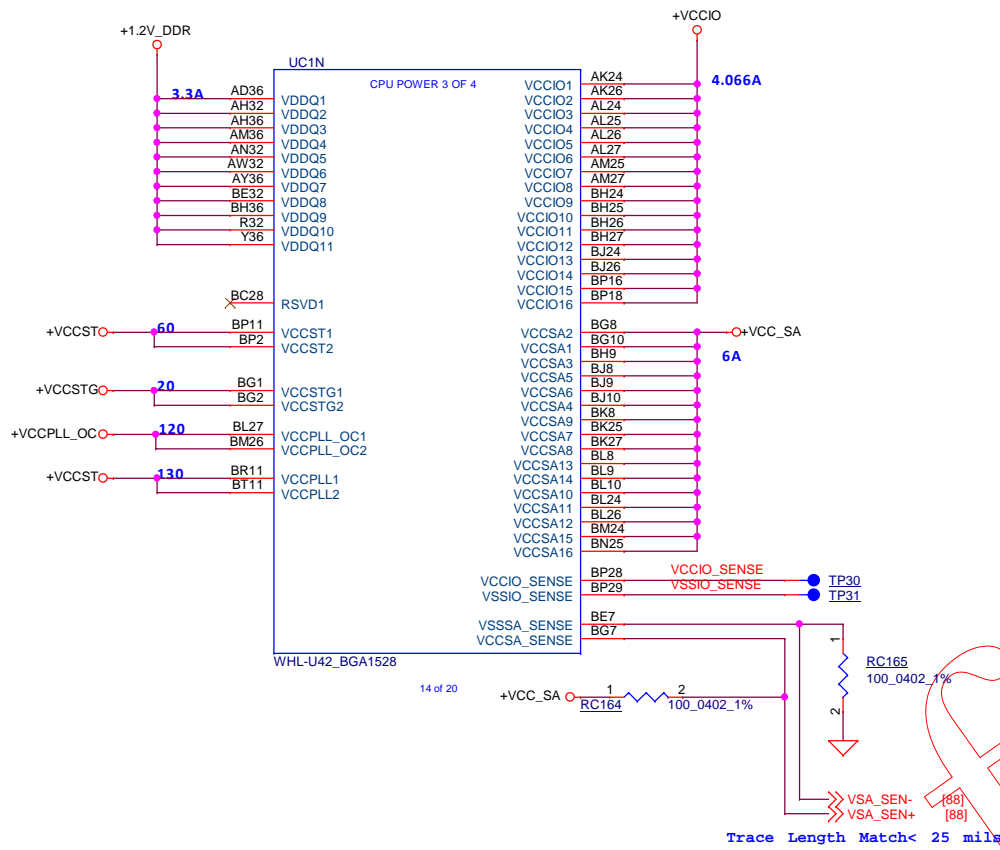 +VCCIO
+1.2V_DDR
UC1N
CPU POWER 3 OF 4
4.066A
3.3A
AD36 VDDQ1
AH32 VDDQ2
AH36 VDDQ3
AM36 VDDQ4
AN32 VDDQ5
AW32 VDDQ6
AY36 VDDQ7
BE32 VDDQ8
BH36 VDDQ9
R32 VDDQ10
Y36 VDDQ11
VCCIO1 AK24
VCCIO2 AK26
VCCIO3 AL24
VCCIO4 AL25
VCCIO5 AL26
VCCIO6 AL27
VCCIO7 AM25
VCCIO8 AM27
VCCIO9 BH24
VCCIO10 BH25
VCCIO11 BH26
VCCIO12 BH27
VCCIO13 BJ24
VCCIO14 BJ26
VCCIO15 BP16
VCCIO16 BP18
BC28 RSVD1
+VCCST 60 BP11 VCCST1
BP2 VCCST2
+VCCSTG 20 BG1 VCCSTG1
BG2 VCCSTG2
+VCCPLL_OC 120 BL27 VCCPLL_OC1
BM26 VCCPLL_OC2
+VCCST 130 BR11 VCCPLL1
BT11 VCCPLL2
VCCSA2 BG8 +VCC_SA
6A
VCCSA1 BG10
VCCSA3 BH9
VCCSA5 BJ8
VCCSA6 BJ9
VCCSA4 BJ10
VCCSA9 BK8
VCCSA7 BK25
VCCSA8 BK27
VCCSA13 BL8
VCCSA14 BL9
VCCSA10 BL10
VCCSA11 BL24
VCCSA12 BL26
VCCSA15 BM24
VCCSA16 BN25
VCCIO_SENSE BP28 VCCIO_SENSE TP30
VSSIO_SENSE BP29 VSSIO_SENSE TP31
VSSSA_SENSE BE7
VCCSA_SENSE BG7
WHL-U42_BGA1528
14 of 20
1
RC165
100_0402_1%
2
+VCC_SA 1 2
RC164 100_0402_1%
VSA_SEN- [88]
VSA_SEN+ [88]
Trace Length Match< 25 mils